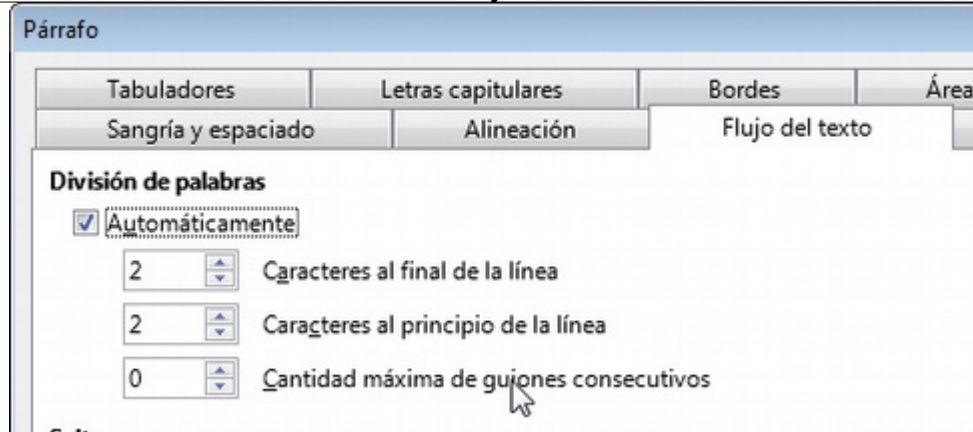 Párrafo
Tabuladores Letras capitulares Bordes Área
Sangría y espaciado Alineación Flujo del texto
División de palabras
Automáticamente
2 Caracteres al final de la línea
2 Caracteres al principio de la línea
0 Cantidad máxima de guiones consecutivos